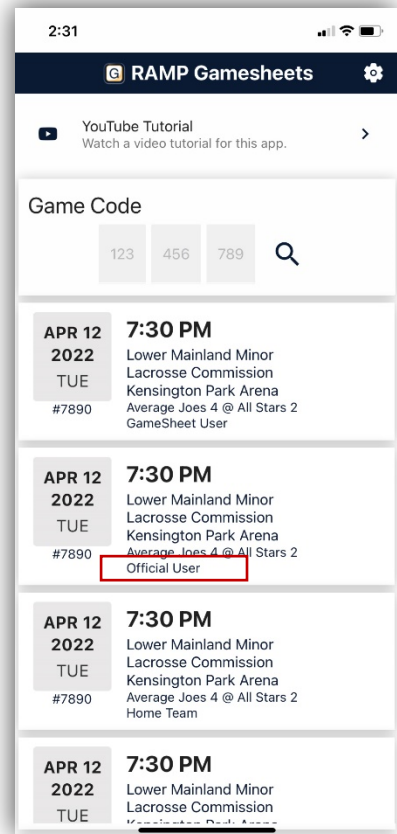 2:31
G RAMP Gamesheets
YouTube Tutorial
Watch a video tutorial for this app.
Game Code
123 456 789
APR 12
2022
TUE
#7890
7:30 PM
Lower Mainland Minor
Lacrosse Commission
Kensington Park Arena
Average Joes 4 @ All Stars 2
GameSheet User
APR 12
2022
TUE
#7890
7:30 PM
Lower Mainland Minor
Lacrosse Commission
Kensington Park Arena
Average Joes 4 @ All Stars 2
Official User
APR 12
2022
TUE
#7890
7:30 PM
Lower Mainland Minor
Lacrosse Commission
Kensington Park Arena
Average Joes 4 @ All Stars 2
Home Team
APR 12
2022
TUE
7:30 PM
Lower Mainland Minor
Lacrosse Commission
Kensington Park Arena